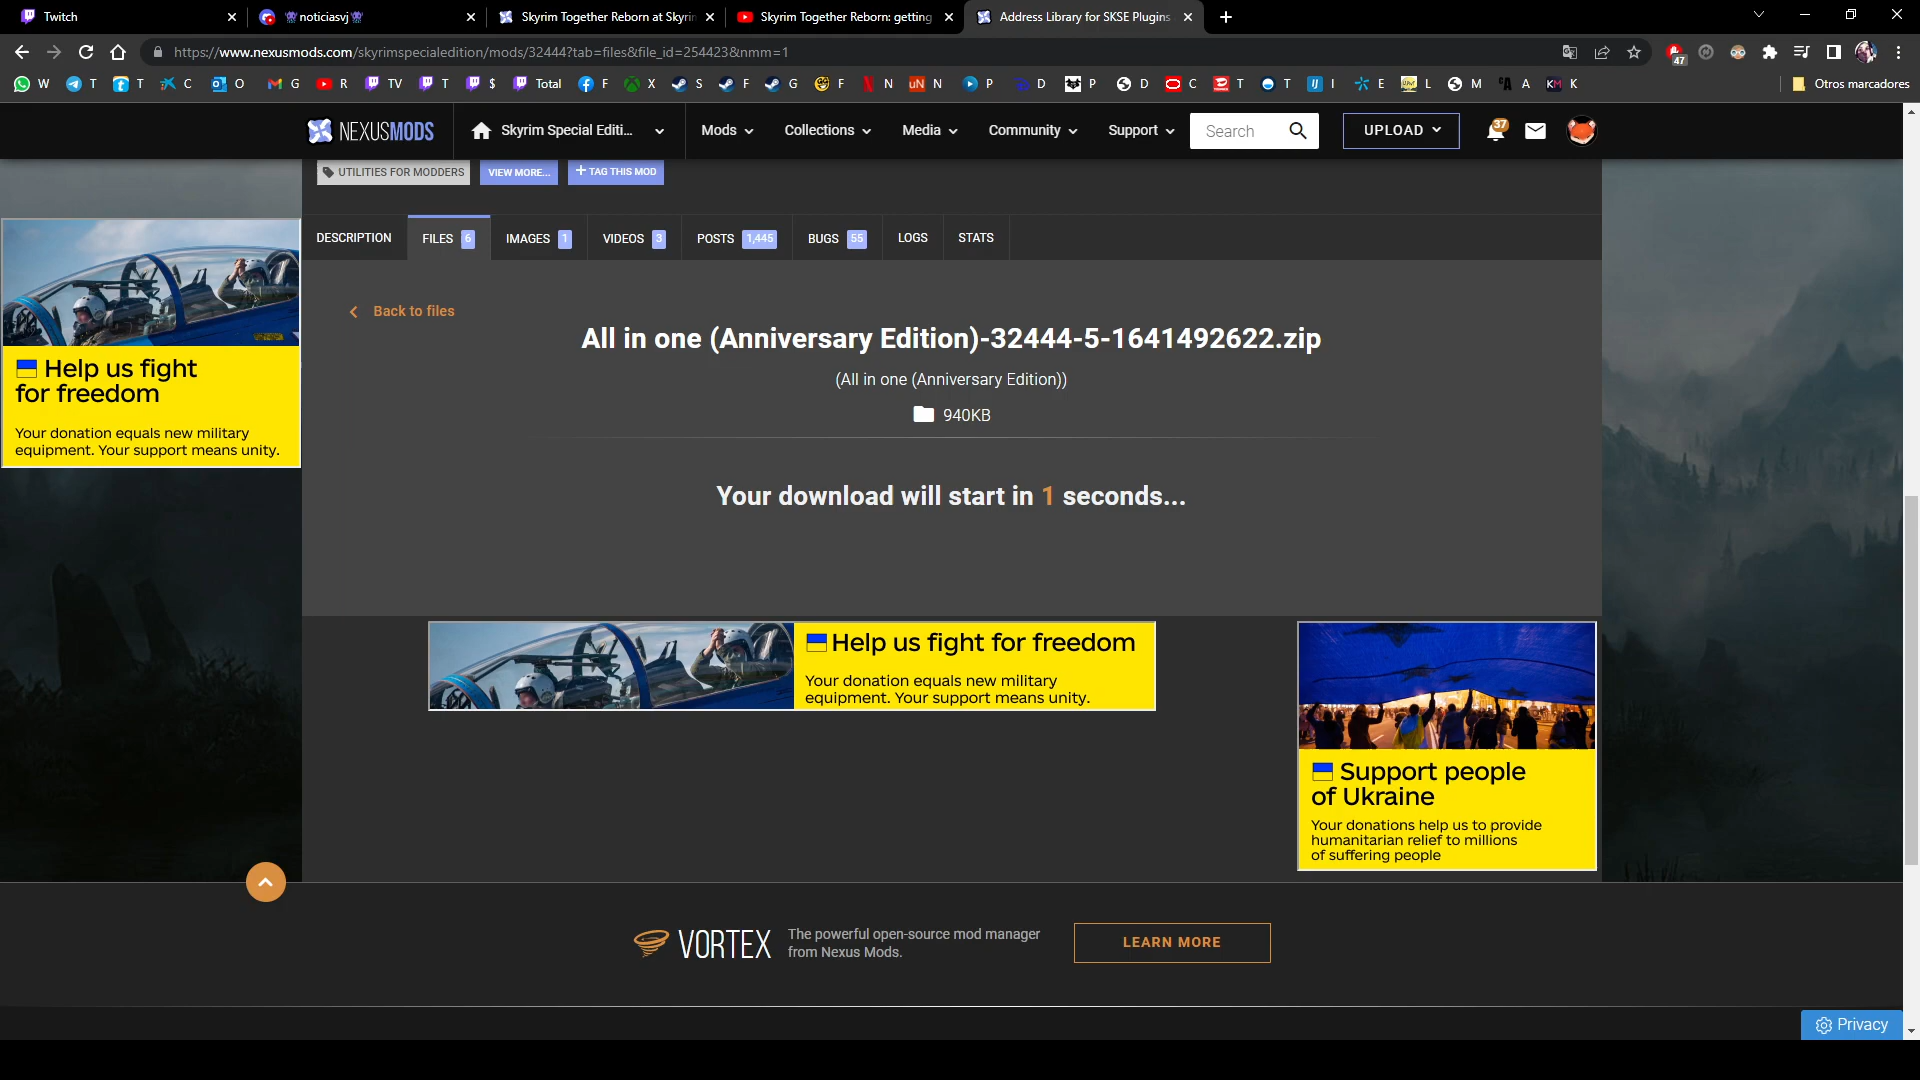 Twitch
noticiasvj
Skyrim Together Reborn at Skyrim
Skyrim Together Reborn: getting
Address Library for SKSE Plugins
https://www.nexusmods.com/skyrimspecialedition/mods/32444?tab=files&file_id=254423&nmm=1
47
W T T C O G R TV T $ Total F X S F G F N N P D P D C T T I E L M A K Otros marcadores
NEXUSMODS
Skyrim Special Editi...
Mods
Collections
Media
Community
Support
Search
UPLOAD
37
UTILITIES FOR MODDERS
VIEW MORE...
+ TAG THIS MOD
DESCRIPTION
FILES 6
IMAGES 1
VIDEOS 3
POSTS 1,445
BUGS 55
LOGS
STATS
Back to files
All in one (Anniversary Edition)-32444-5-1641492622.zip
(All in one (Anniversary Edition))
940KB
Your download will start in 1 seconds...
Help us fight
for freedom
Your donation equals new military
equipment. Your support means unity.
Help us fight for freedom
Your donation equals new military
equipment. Your support means unity.
Support people
of Ukraine
Your donations help us to provide
humanitarian relief to millions
of suffering people
VORTEX
The powerful open-source mod manager
from Nexus Mods.
LEARN MORE
Privacy